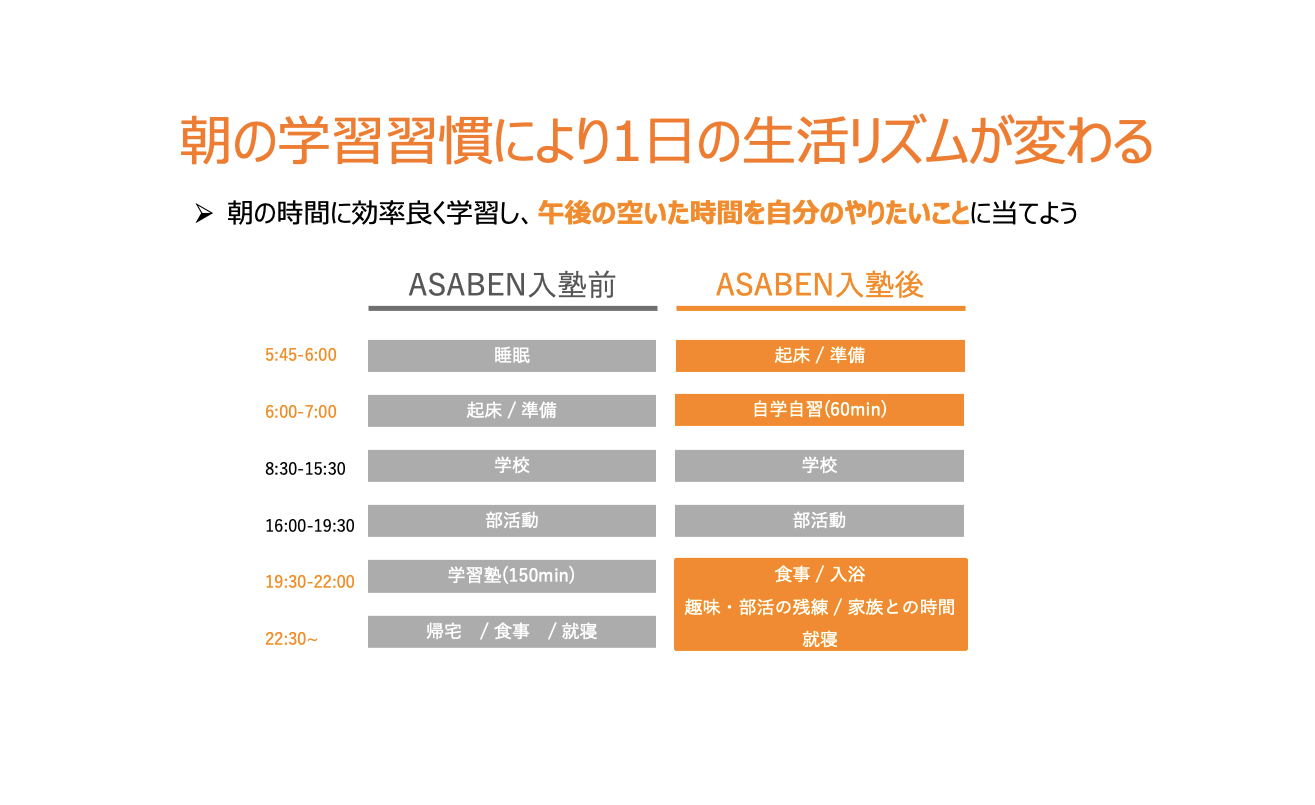 朝の学習習慣により1日の生活リズムが変わる
➢ 朝の時間に効率良く学習し、午後の空いた時間を自分のやりたいことに当てよう
ASABEN入塾前 ASABEN入塾後
5:45-6:00 睡眠 起床 / 準備
6:00-7:00 起床 / 準備 自学自習(60min)
8:30-15:30 学校 学校
16:00-19:30 部活動 部活動
19:30-22:00 学習塾(150min) 食事 / 入浴
趣味・部活の残練 / 家族との時間
22:30~ 帰宅 / 食事 / 就寝 就寝